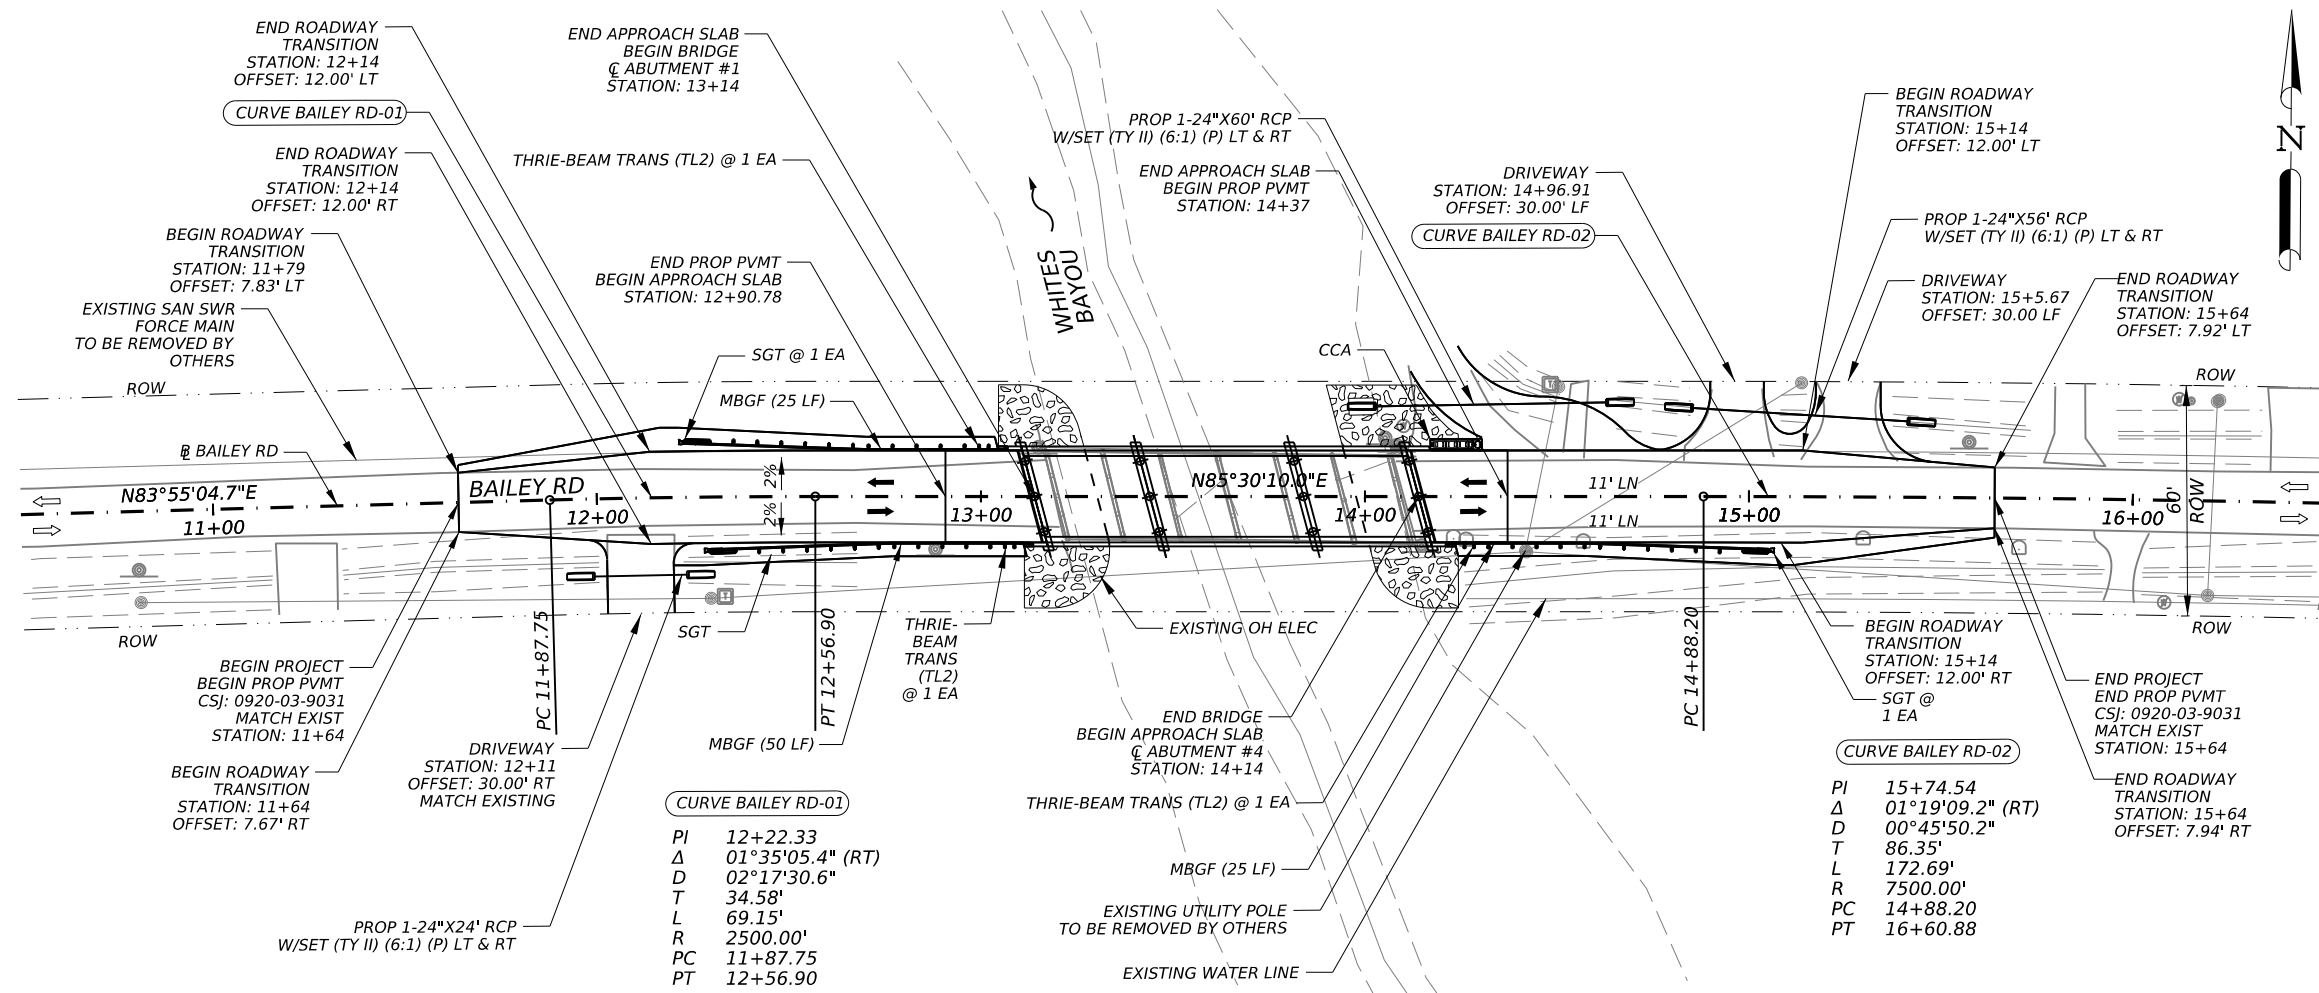 END ROADWAY
TRANSITION
STATION: 12+14
OFFSET: 12.00' LT
CURVE BAILEY RD-01
END ROADWAY
TRANSITION
STATION: 12+14
OFFSET: 12.00' RT
BEGIN ROADWAY
TRANSITION
STATION: 11+79
OFFSET: 7.83' LT
EXISTING SAN SWR
FORCE MAIN
TO BE REMOVED BY
OTHERS
ROW
℄ BAILEY RD
END APPROACH SLAB
BEGIN BRIDGE
℄ ABUTMENT #1
STATION: 13+14
THRIE-BEAM TRANS (TL2) @ 1 EA
END PROP PVMT
BEGIN APPROACH SLAB
STATION: 12+90.78
SGT @ 1 EA
MBGF (25 LF)
WHITES
BAYOU
PROP 1-24"X60' RCP
W/SET (TY II) (6:1) (P) LT & RT
END APPROACH SLAB
BEGIN PROP PVMT
STATION: 14+37
CCA
DRIVEWAY
STATION: 14+96.91
OFFSET: 30.00' LF
CURVE BAILEY RD-02
BEGIN ROADWAY
TRANSITION
STATION: 15+14
OFFSET: 12.00' LT
PROP 1-24"X56' RCP
W/SET (TY II) (6:1) (P) LT & RT
DRIVEWAY
STATION: 15+5.67
OFFSET: 30.00 LF
END ROADWAY
TRANSITION
STATION: 15+64
OFFSET: 7.92' LT
N
ROW
N83°55'04.7"E
11+00
BAILEY RD
12+00
2%
2%
13+00
N85°30'10.0"E
14+00
11' LN
11' LN
15+00
16+00
60'
ROW
T
T
ROW
ROW
PC 11+87.75
PT 12+56.90
PC 14+88.20
BEGIN PROJECT
BEGIN PROP PVMT
CSJ: 0920-03-9031
MATCH EXIST
STATION: 11+64
BEGIN ROADWAY
TRANSITION
STATION: 11+64
OFFSET: 7.67' RT
DRIVEWAY
STATION: 12+11
OFFSET: 30.00' RT
MATCH EXISTING
PROP 1-24"X24' RCP
W/SET (TY II) (6:1) (P) LT & RT
SGT
MBGF (50 LF)
THRIE-
BEAM
TRANS
(TL2)
@ 1 EA
EXISTING OH ELEC
END BRIDGE
BEGIN APPROACH SLAB
℄ ABUTMENT #4
STATION: 14+14
THRIE-BEAM TRANS (TL2) @ 1 EA
MBGF (25 LF)
EXISTING UTILITY POLE
TO BE REMOVED BY OTHERS
EXISTING WATER LINE
BEGIN ROADWAY
TRANSITION
STATION: 15+14
OFFSET: 12.00' RT
SGT @
1 EA
END PROJECT
END PROP PVMT
CSJ: 0920-03-9031
MATCH EXIST
STATION: 15+64
END ROADWAY
TRANSITION
STATION: 15+64
OFFSET: 7.94' RT
CURVE BAILEY RD-01
PI 12+22.33
Δ 01°35'05.4" (RT)
D 02°17'30.6"
T 34.58'
L 69.15'
R 2500.00'
PC 11+87.75
PT 12+56.90
CURVE BAILEY RD-02
PI 15+74.54
Δ 01°19'09.2" (RT)
D 00°45'50.2"
T 86.35'
L 172.69'
R 7500.00'
PC 14+88.20
PT 16+60.88